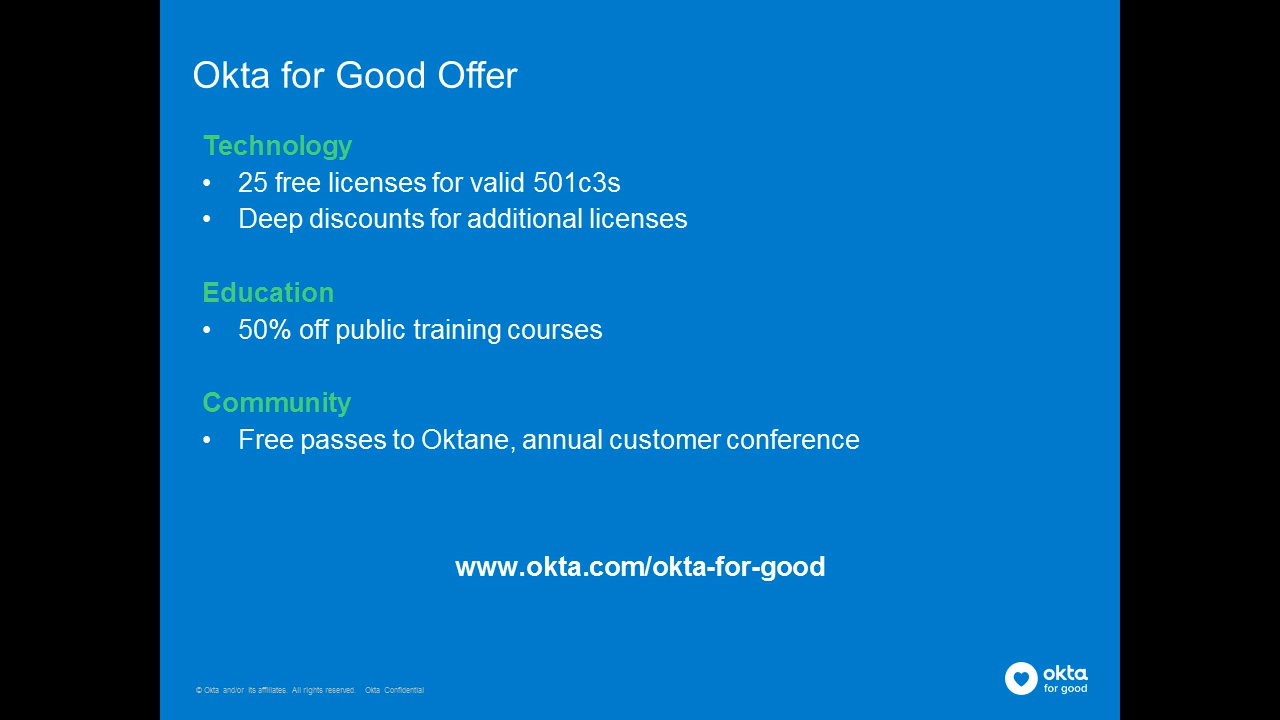 Okta for Good Offer
Technology
• 25 free licenses for valid 501c3s
• Deep discounts for additional licenses
Education
• 50% off public training courses
Community
• Free passes to Oktane, annual customer conference
www.okta.com/okta-for-good
© Okta and/or its affiliates. All rights reserved. Okta Confidential
okta
for good